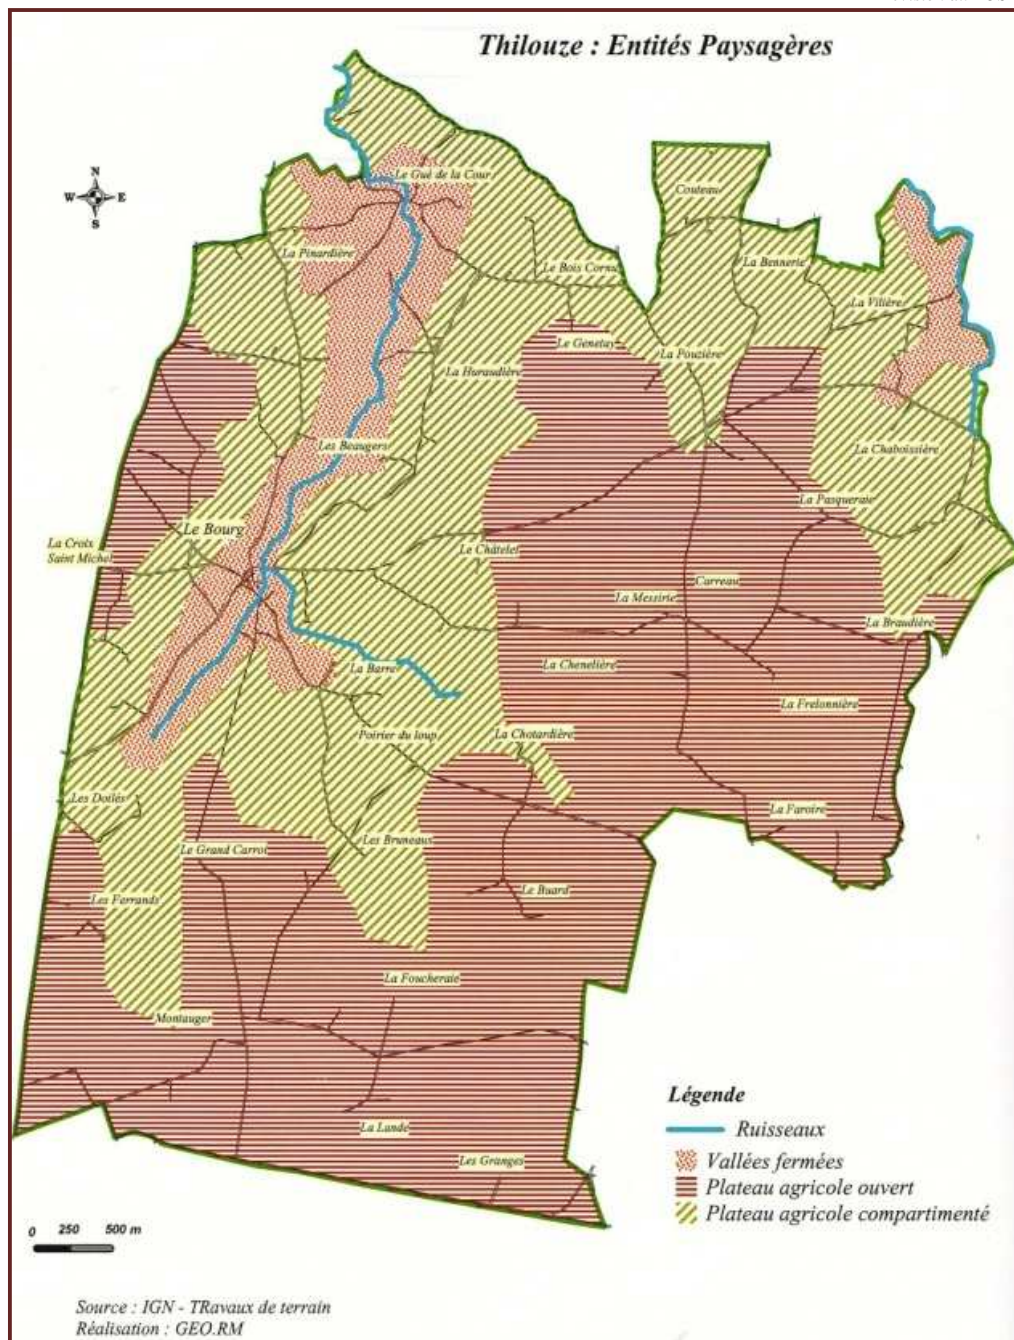 Thilouze : Entités Paysagères
N
W E
S
Le Gué de la Cour
Couteau
La Pinardière
La Bennerie
Le Bois Cornu
La Vilière
Le Genetay
La Pouzière
La Huraudière
Les Beaugers
La Chaboissière
La Pasqueraie
Le Bourg
La Croix
Saint Michel
Le Châtelet
Carreau
La Messirie
La Braudière
La Barre
La Chenelière
La Frelonnière
Poirier du loup
La Chotardière
Les Doilés
La Faroire
Le Grand Carroi
Les Bruneaus
Les Ferrands
Le Buard
La Foucheraie
Montauger
La Lande
Les Granges
Légende
Ruisseaux
Vallées fermées
Plateau agricole ouvert
Plateau agricole compartimenté
0 250 500 m
Source : IGN - TRavaux de terrain
Réalisation : GEO.RM